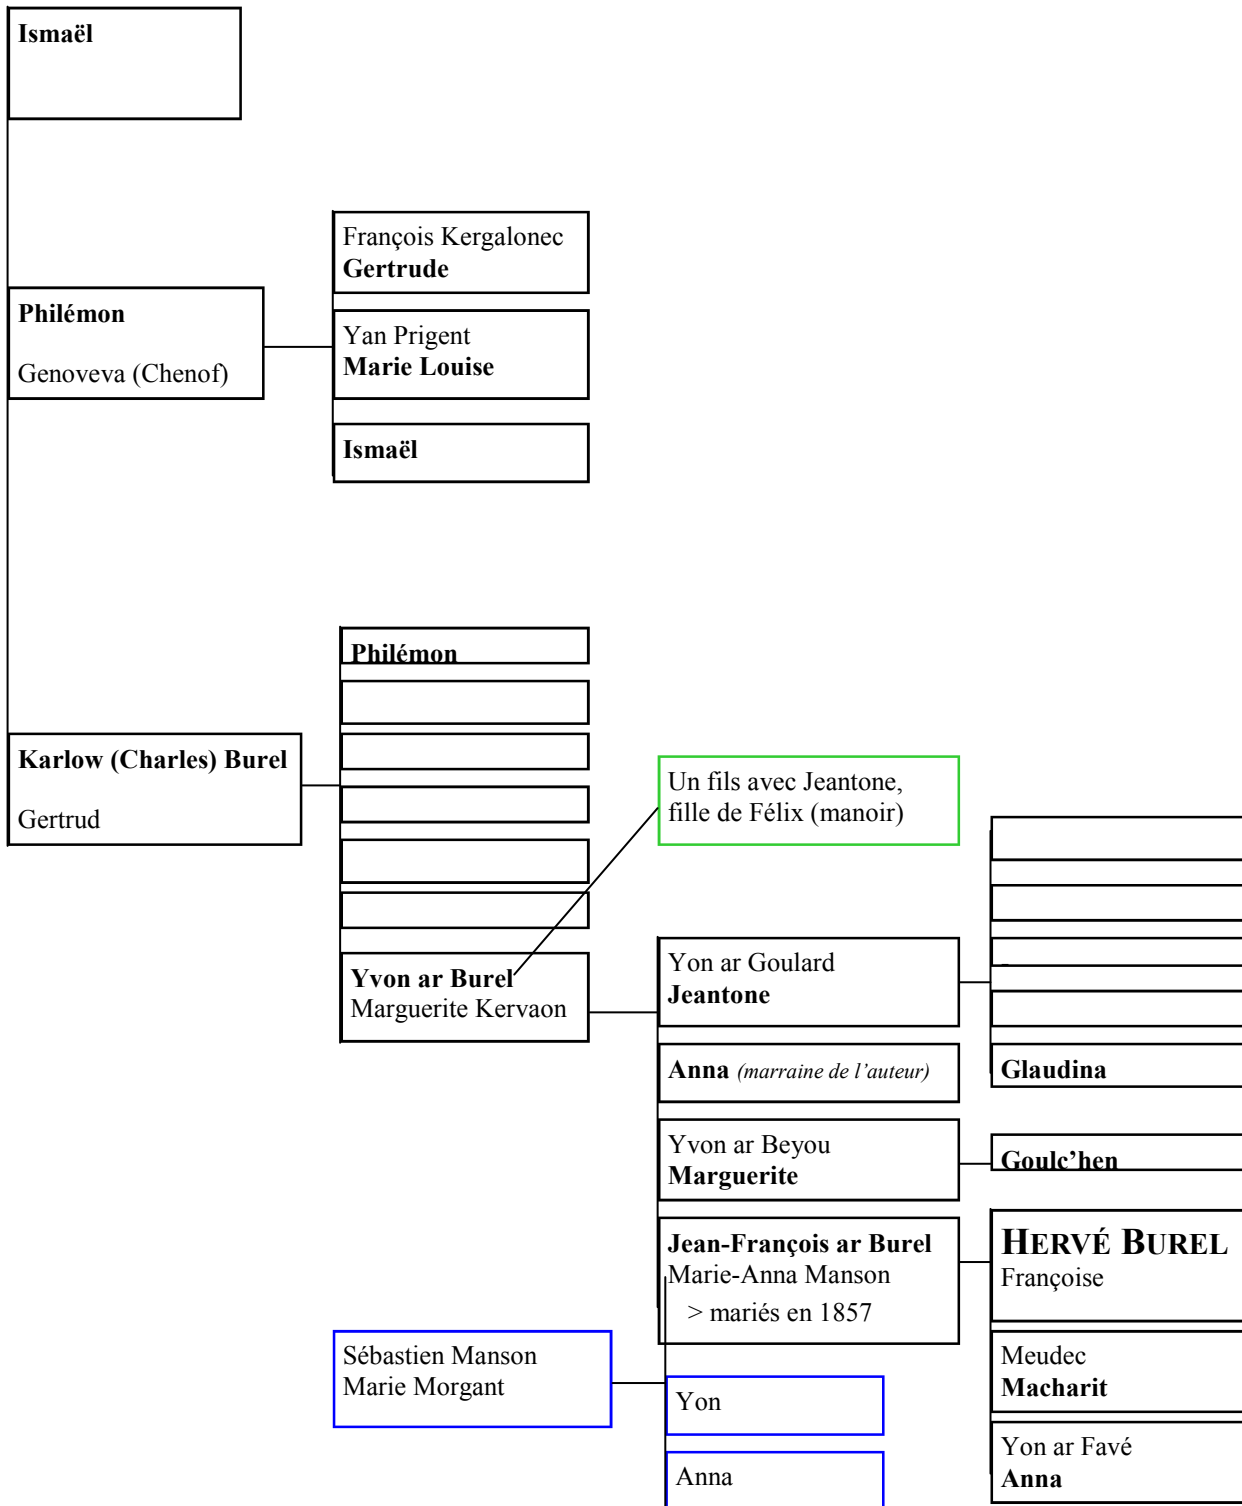 Ismaël
François Kergalonec
Gertrude
Philémon
Genoveva (Chenof)
Yan Prigent
Marie Louise
Ismaël
Philémon
Karlow (Charles) Burel
Gertrud
Un fils avec Jeantone,
fille de Félix (manoir)
Yvon ar Burel
Marguerite Kervaon
Yon ar Goulard
Jeantone
Anna (marraine de l’auteur)
Glaudina
Yvon ar Beyou
Marguerite
Goulc’hen
Jean-François ar Burel
Marie-Anna Manson
> mariés en 1857
HERVÉ BUREL
Françoise
Sébastien Manson
Marie Morgant
Meudec
Macharit
Yon
Yon ar Favé
Anna
Anna